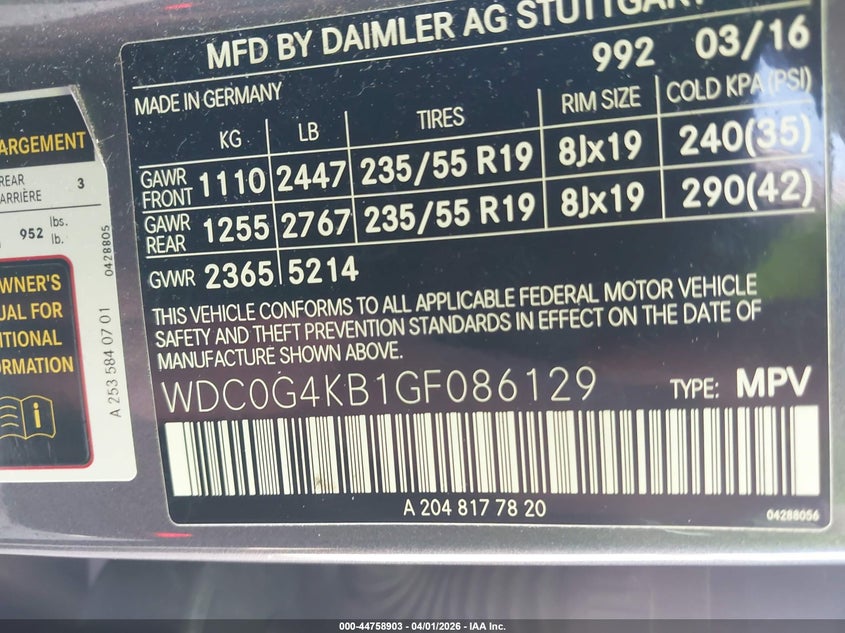 MFD BY DAIMLER AG STUTTGART
992 03/16
MADE IN GERMANY
KG LB TIRES RIM SIZE COLD KPA (PSI)
GAWR FRONT 1110 2447 235/55 R19 8Jx19 240(35)
GAWR REAR 1255 2767 235/55 R19 8Jx19 290(42)
GVWR 2365 5214
THIS VEHICLE CONFORMS TO ALL APPLICABLE FEDERAL MOTOR VEHICLE
SAFETY AND THEFT PREVENTION STANDARDS IN EFFECT ON THE DATE OF
MANUFACTURE SHOWN ABOVE.
WDC0G4KB1GF086129 TYPE: MPV
A 204 817 78 20
04288056
ARGEMENT
REAR 3
ARRIÈRE
952 lbs.
lb.
0428805
WNER'S
UAL FOR
ITIONAL
ORMATION
i
A 253 584 07 01
000-44758903 - 04/01/2026 - IAA Inc.